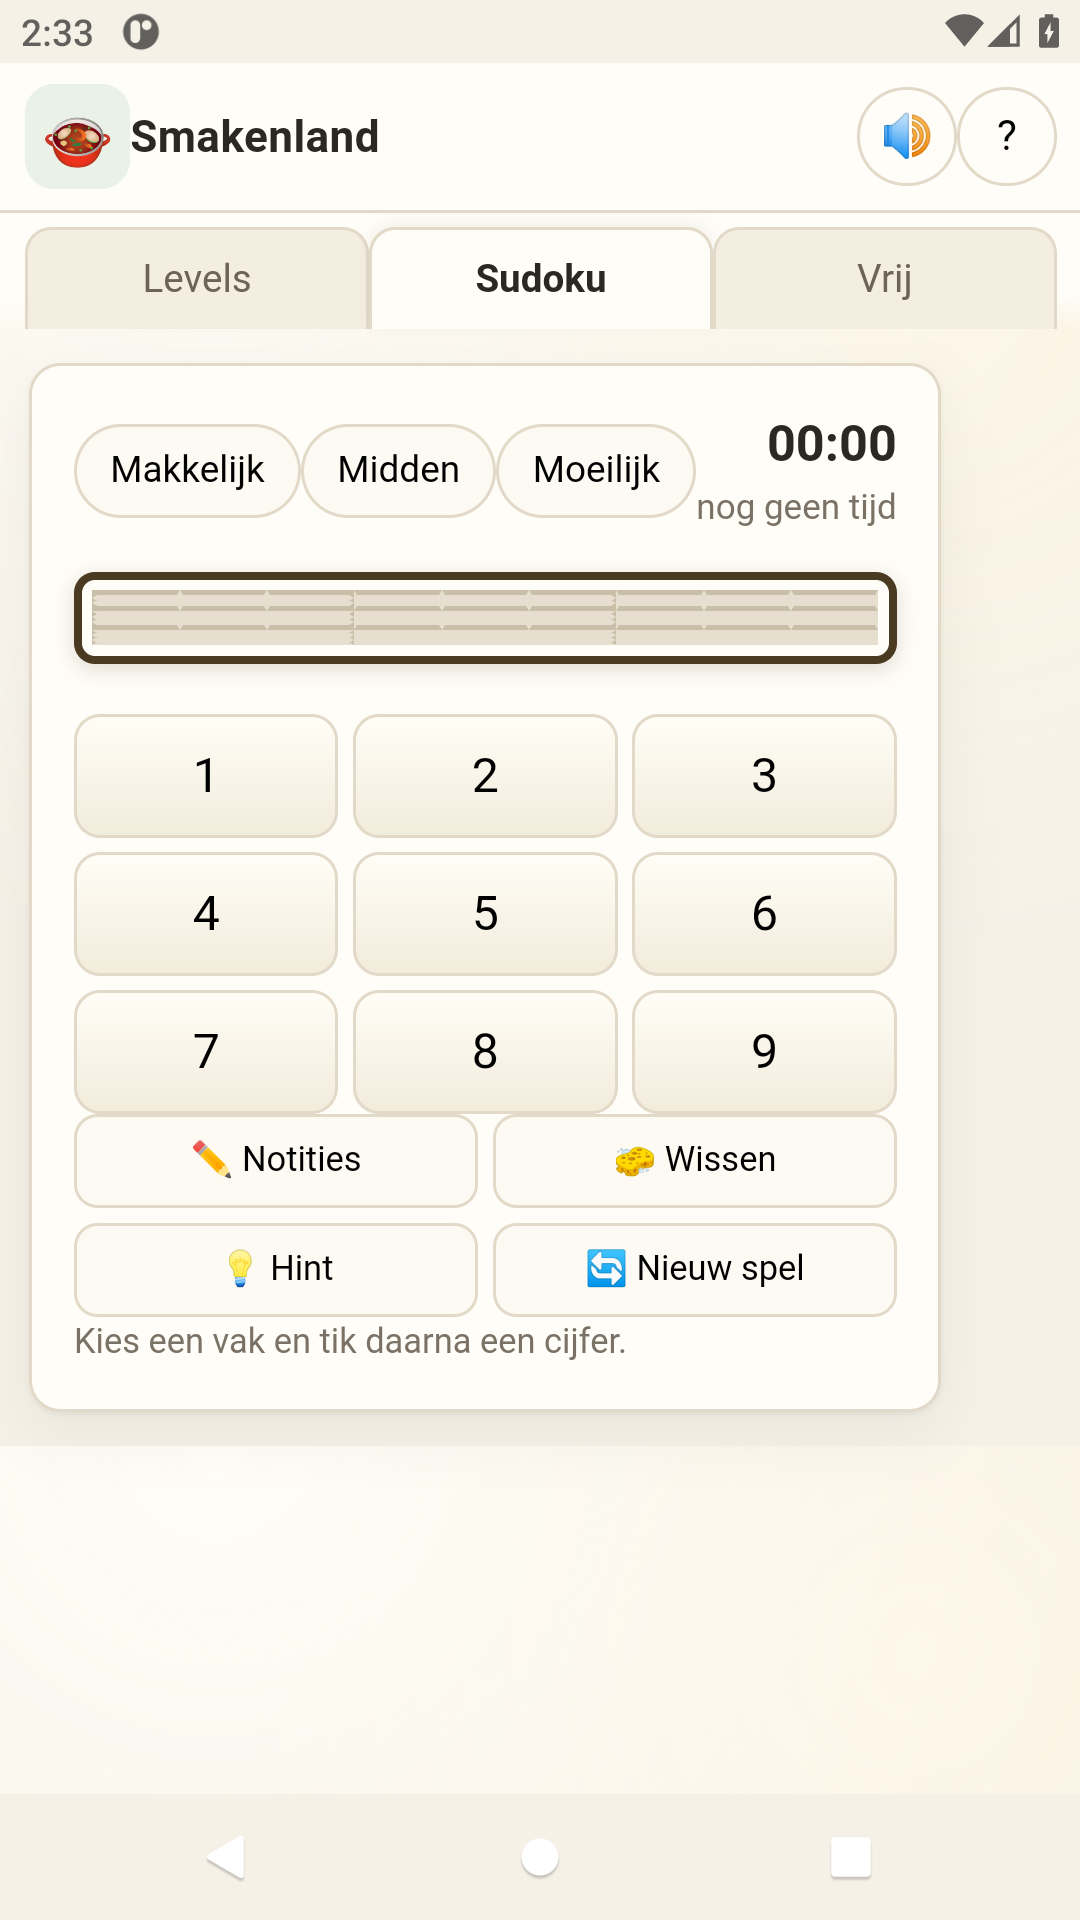 2:33
Smakenland
?
Levels
Sudoku
Vrij
Makkelijk
Midden
Moeilijk
00:00
nog geen tijd
1
2
3
4
5
6
7
8
9
Notities
Wissen
Hint
Nieuw spel
Kies een vak en tik daarna een cijfer.